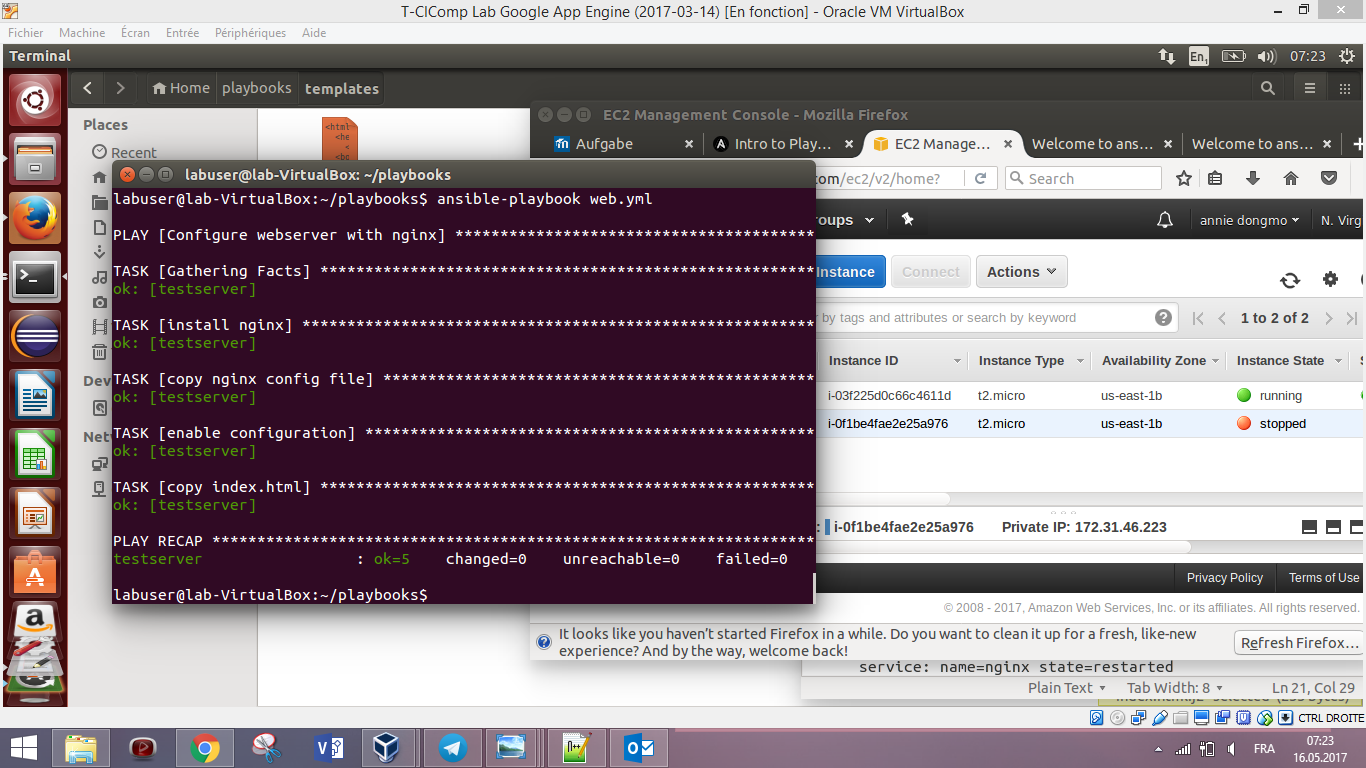 T-ClComp Lab Google App Engine (2017-03-14) [En fonction] - Oracle VM VirtualBox
Fichier Machine Écran Entrée Périphériques Aide
Terminal
En1
07:23
Home playbooks templates
Places
Recent
EC2 Management Console - Mozilla Firefox
Aufgabe × Intro to Play… × EC2 Manage… × Welcome to ans… × Welcome to ans… ×
com/ec2/v2/home?
Search
roups
annie dongmo
N. Virg
Instance
Connect
Actions
r by tags and attributes or search by keyword
1 to 2 of 2
Instance ID Instance Type Availability Zone Instance State
i-03f225d0c66c4611d t2.micro us-east-1b running
i-0f1be4fae2e25a976 t2.micro us-east-1b stopped
: i-0f1be4fae2e25a976 Private IP: 172.31.46.223
Privacy Policy Terms of Use
© 2008 - 2017, Amazon Web Services, Inc. or its affiliates. All rights reserved.
It looks like you haven't started Firefox in a while. Do you want to clean it up for a fresh, like-new
experience? And by the way, welcome back!
Refresh Firefox…
service: name=nginx state=restarted
Plain Text Tab Width: 8 Ln 21, Col 29
<html>
<he
<
<bo
Dev
Net
labuser@lab-VirtualBox: ~/playbooks
labuser@lab-VirtualBox:~/playbooks$ ansible-playbook web.yml
PLAY [Configure webserver with nginx] ****************************************
TASK [Gathering Facts] *******************************************************
ok: [testserver]
TASK [install nginx] *********************************************************
ok: [testserver]
TASK [copy nginx config file] ************************************************
ok: [testserver]
TASK [enable configuration] **************************************************
ok: [testserver]
TASK [copy index.html] *******************************************************
ok: [testserver]
PLAY RECAP *******************************************************************
testserver : ok=5 changed=0 unreachable=0 failed=0
labuser@lab-VirtualBox:~/playbooks$
CTRL DROITE
FRA
07:23
16.05.2017